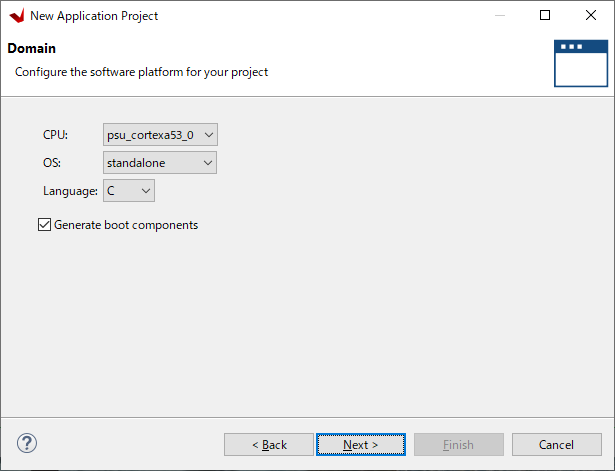 New Application Project
Domain
Configure the software platform for your project
CPU: psu_cortexa53_0
OS: standalone
Language: C
Generate boot components
? < Back Next > Finish Cancel